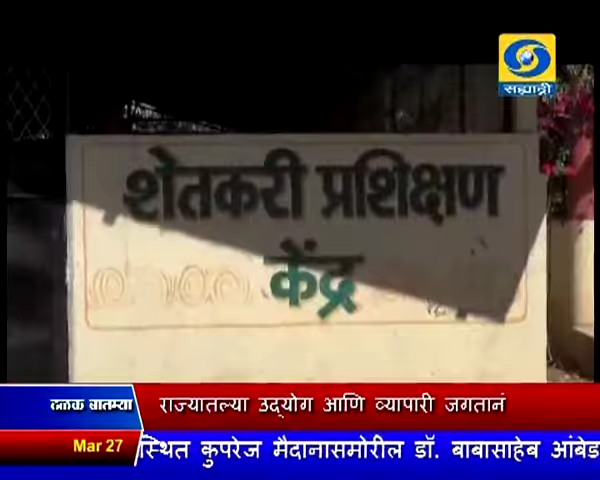 सह्याद्री
शेतकरी प्रशिक्षण
केंद्र
ठळक बातम्या
राज्यातल्या उद्योग आणि व्यापारी जगतानं
Mar 27
स्थित कुपरेज मैदानासमोरील डॉ. बाबासाहेब आंबेड